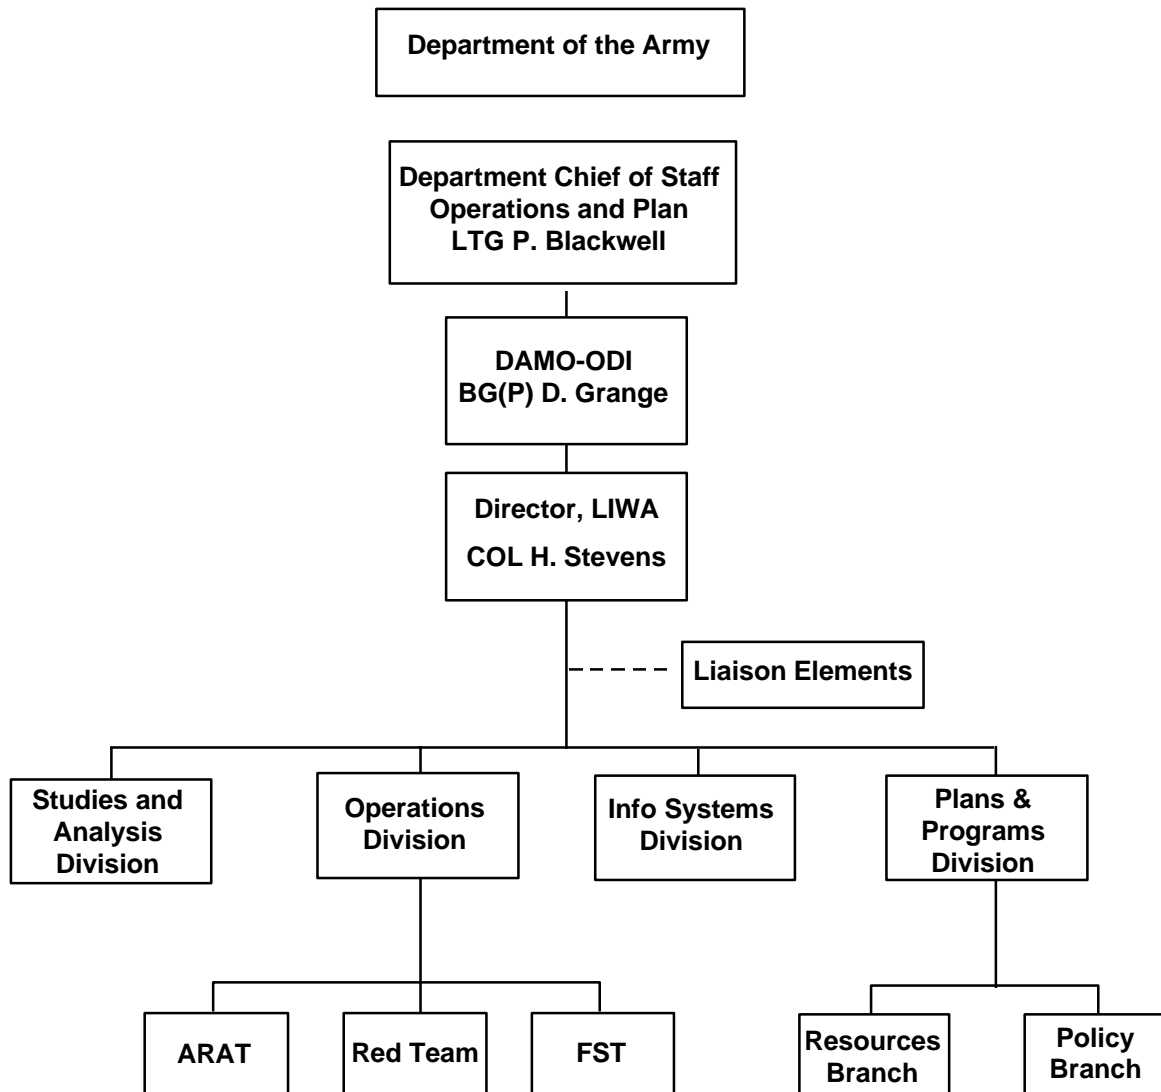 Department of the Army
Department Chief of Staff
Operations and Plan
LTG P. Blackwell
DAMO-ODI
BG(P) D. Grange
Director, LIWA
COL H. Stevens
Liaison Elements
Studies and
Analysis
Division
Operations
Division
Info Systems
Division
Plans &
Programs
Division
ARAT
Red Team
FST
Resources
Branch
Policy
Branch